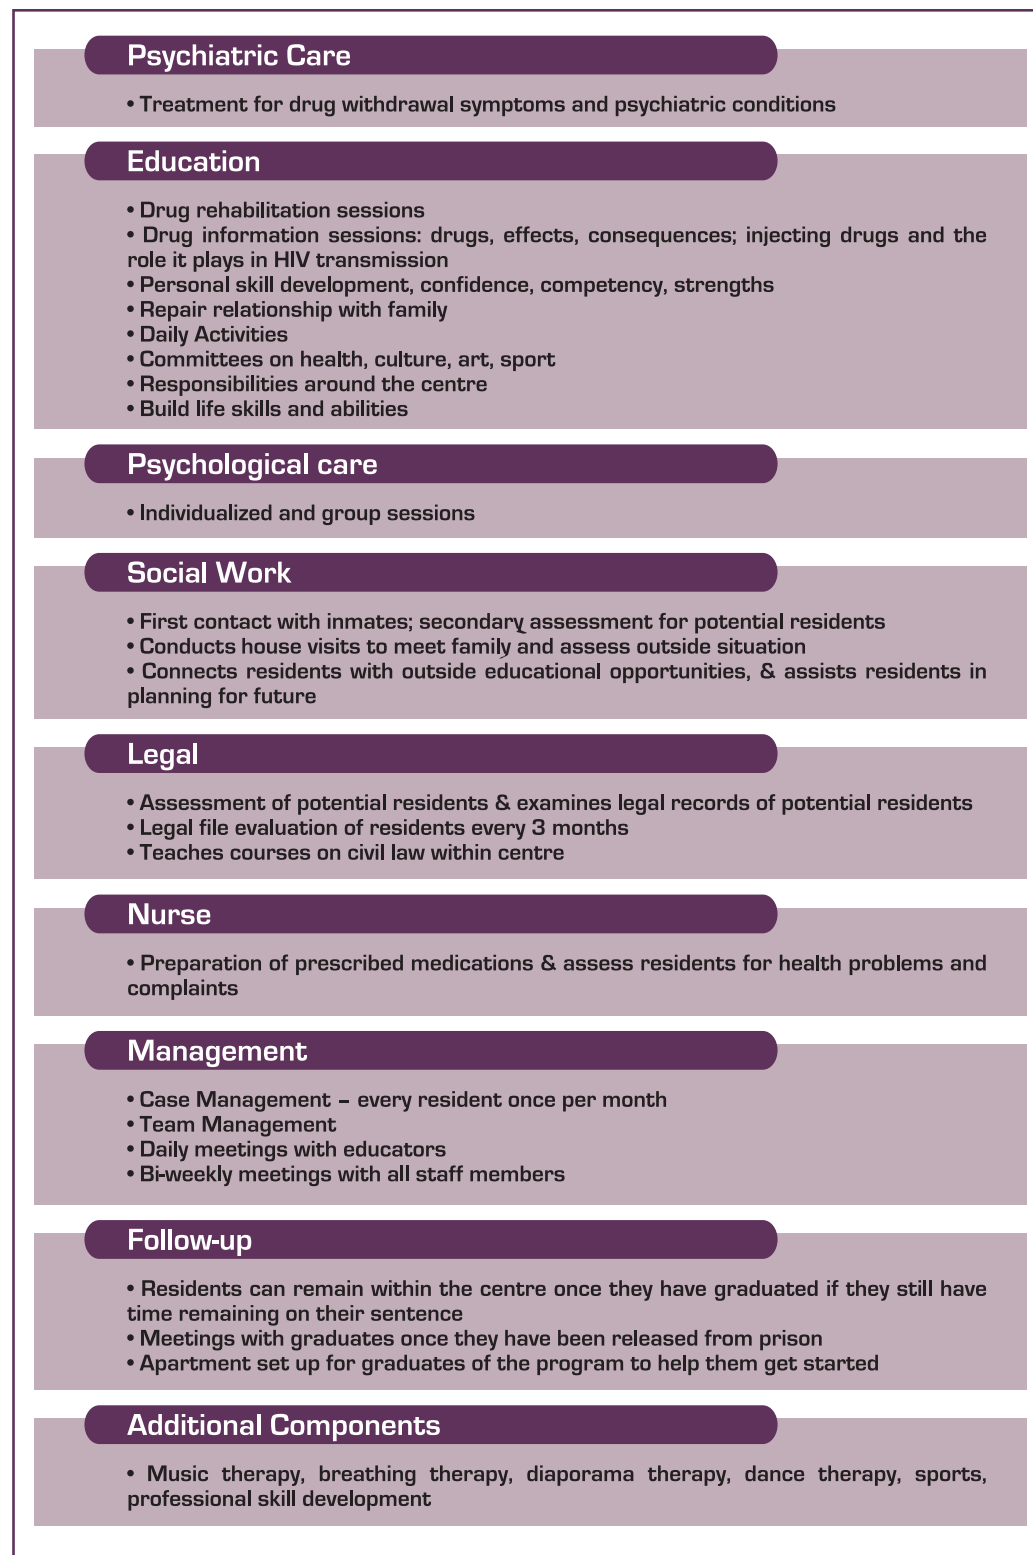 Psychiatric Care
• Treatment for drug withdrawal symptoms and psychiatric conditions
Education
• Drug rehabilitation sessions
• Drug information sessions: drugs, effects, consequences; injecting drugs and the
role it plays in HIV transmission
• Personal skill development, confidence, competency, strengths
• Repair relationship with family
• Daily Activities
• Committees on health, culture, art, sport
• Responsibilities around the centre
• Build life skills and abilities
Psychological care
• Individualized and group sessions
Social Work
• First contact with inmates; secondary assessment for potential residents
• Conducts house visits to meet family and assess outside situation
• Connects residents with outside educational opportunities, & assists residents in
planning for future
Legal
• Assessment of potential residents & examines legal records of potential residents
• Legal file evaluation of residents every 3 months
• Teaches courses on civil law within centre
Nurse
• Preparation of prescribed medications & assess residents for health problems and
complaints
Management
• Case Management – every resident once per month
• Team Management
• Daily meetings with educators
• Bi-weekly meetings with all staff members
Follow-up
• Residents can remain within the centre once they have graduated if they still have
time remaining on their sentence
• Meetings with graduates once they have been released from prison
• Apartment set up for graduates of the program to help them get started
Additional Components
• Music therapy, breathing therapy, diaporama therapy, dance therapy, sports,
professional skill development